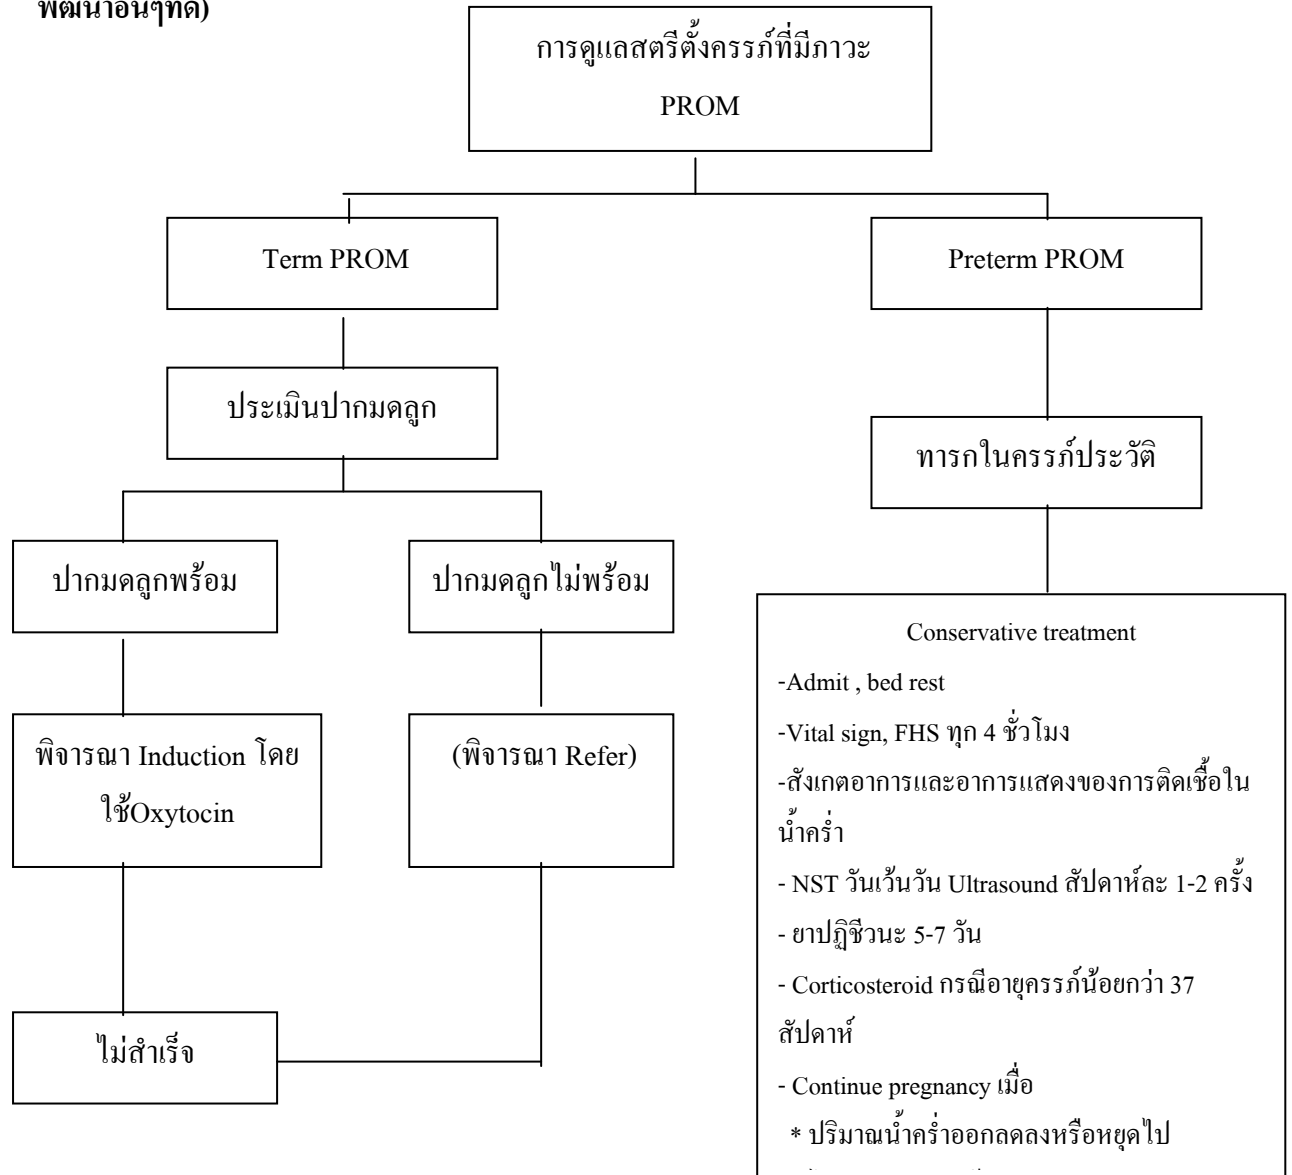 พัฒนาอื่นๆที่ดี)
การดูแลสตรีตั้งครรภ์ที่มีภาวะ
PROM
Term PROM
Preterm PROM
ประเมินปากมดลูก
ทารกในครรภ์ประวัติ
ปากมดลูกพร้อม
ปากมดลูกไม่พร้อม
พิจารณา Induction โดย
ใช้Oxytocin
(พิจารณา Refer)
ไม่สำเร็จ
Conservative treatment
-Admit , bed rest
-Vital sign, FHS ทุก 4 ชั่วโมง
-สังเกตอาการและอาการแสดงของการติดเชื้อใน
น้ำคร่ำ
- NST วันเว้นวัน Ultrasound สัปดาห์ละ 1-2 ครั้ง
- ยาปฏิชีวนะ 5-7 วัน
- Corticosteroid กรณีอายุครรภ์น้อยกว่า 37
สัปดาห์
- Continue pregnancy เมื่อ
* ปริมาณน้ำคร่ำออกลดลงหรือหยุดไป